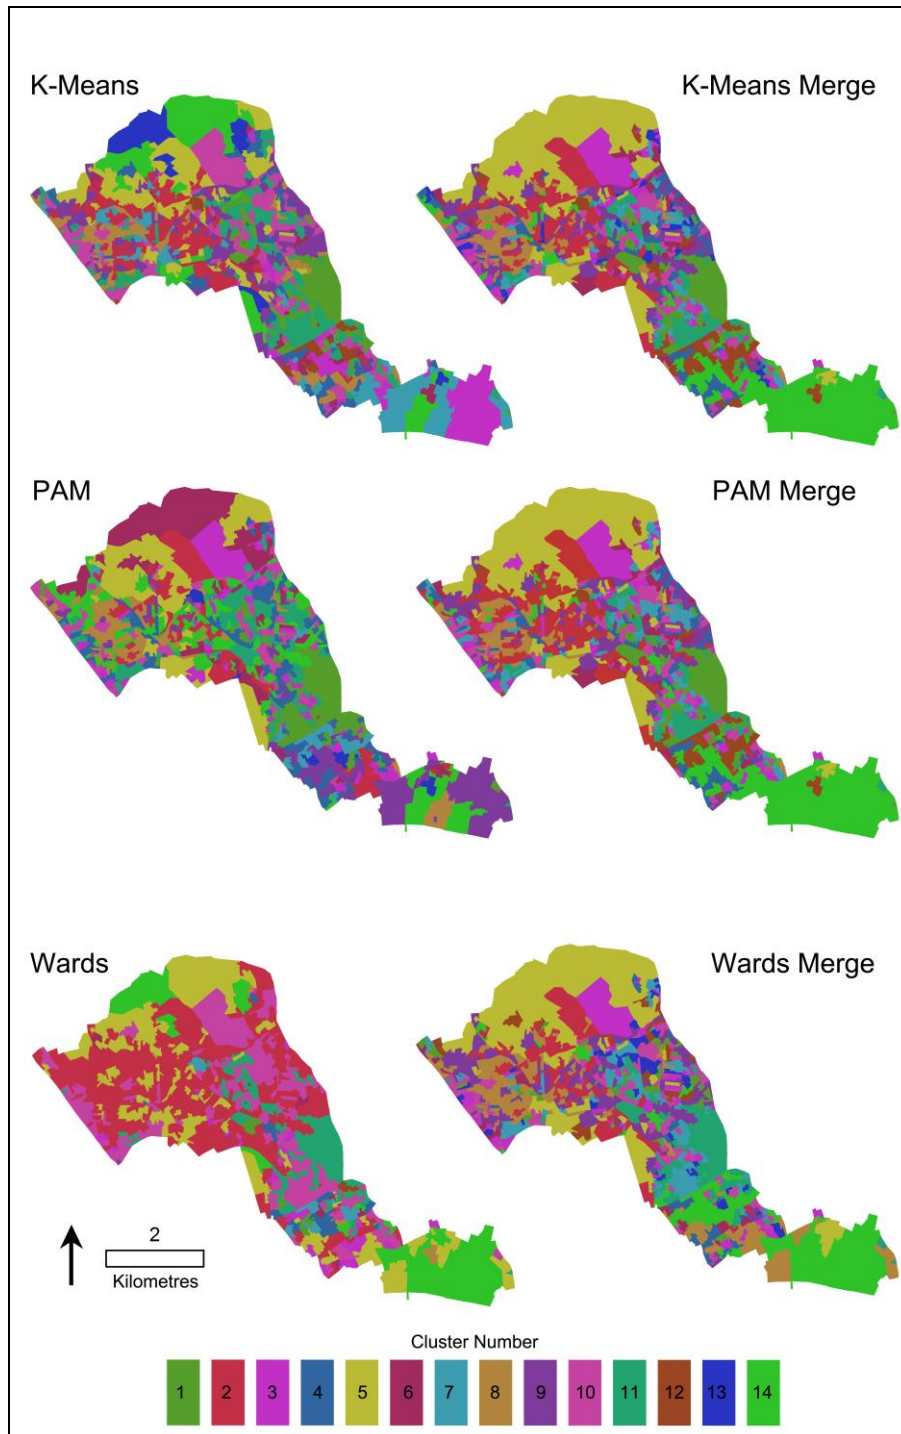 K-Means
K-Means Merge
PAM
PAM Merge
Wards
Wards Merge
2
Kilometres
Cluster Number
1 2 3 4 5 6 7 8 9 10 11 12 13 14